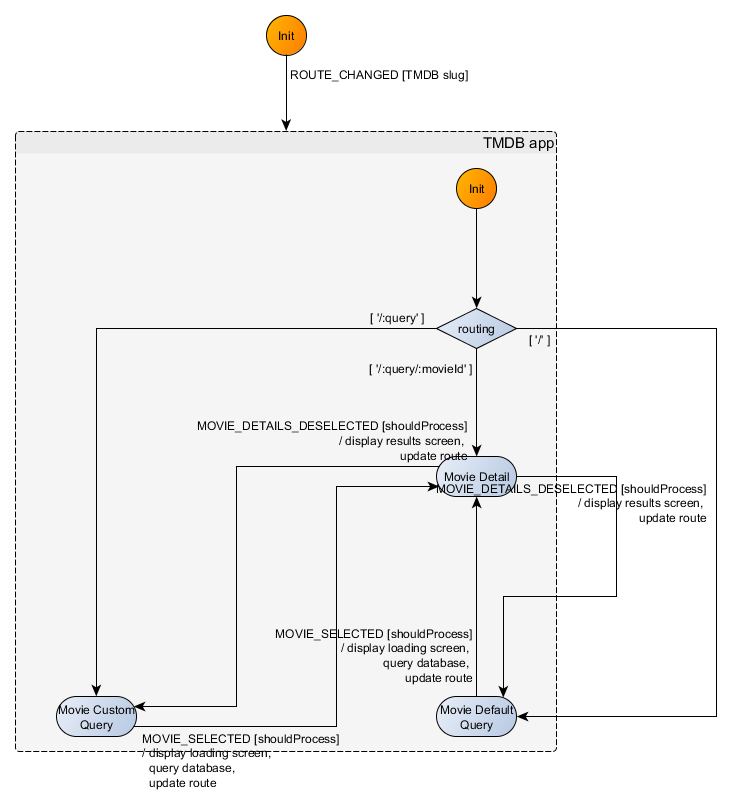 Init
ROUTE_CHANGED [TMDB slug]
TMDB app
Init
[ '/:query' ]
routing
[ '/' ]
[ '/:query/:movieId' ]
MOVIE_DETAILS_DESELECTED [shouldProcess]
/ display results screen,
update route
Movie Detail
MOVIE_DETAILS_DESELECTED [shouldProcess]
/ display results screen,
update route
MOVIE_SELECTED [shouldProcess]
/ display loading screen,
query database,
update route
Movie Custom
Query
Movie Default
Query
MOVIE_SELECTED [shouldProcess]
/ display loading screen,
query database,
update route